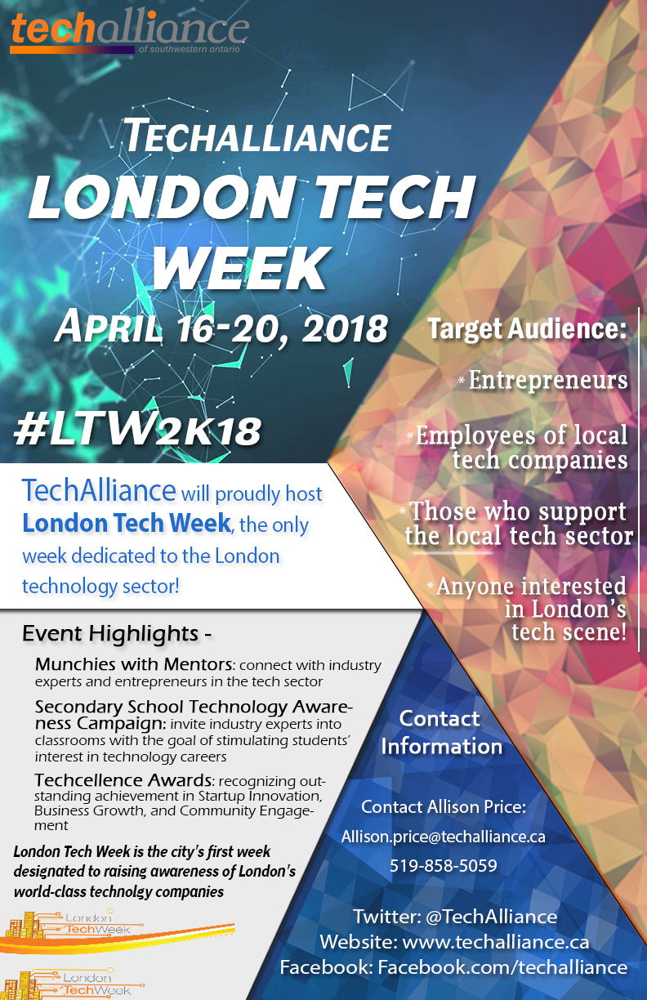 techalliance
of southwestern ontario
TECHALLIANCE
LONDON TECH
WEEK
APRIL 16-20, 2018
#LTW2K18
Target Audience:
*Entrepreneurs
*Employees of local
tech companies
*Those who support
the local tech sector
*Anyone interested
in London's
tech scene!
TechAlliance will proudly host
London Tech Week, the only
week dedicated to the London
technology sector!
Event Highlights -
Munchies with Mentors: connect with industry
experts and entrepreneurs in the tech sector
Secondary School Technology Aware-
ness Campaign: invite industry experts into
classrooms with the goal of stimulating students'
interest in technology careers
Techcellence Awards: recognizing out-
standing achievement in Startup Innovation,
Business Growth, and Community Engage-
ment
London Tech Week is the city's first week
designated to raising awareness of London's
world-class technolgy companies
London
TechWeek
London
TechWeek
Contact
Information
Contact Allison Price:
Allison.price@techalliance.ca
519-858-5059
Twitter: @TechAlliance
Website: www.techalliance.ca
Facebook: Facebook.com/techalliance